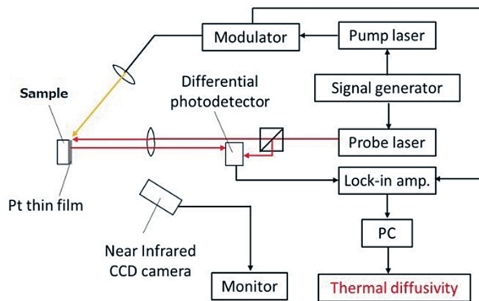 Modulator
Pump laser
Differential
photodetector
Signal generator
Sample
Probe laser
Lock-in amp.
Pt thin film
PC
Near Infrared
CCD camera
Monitor
Thermal diffusivity